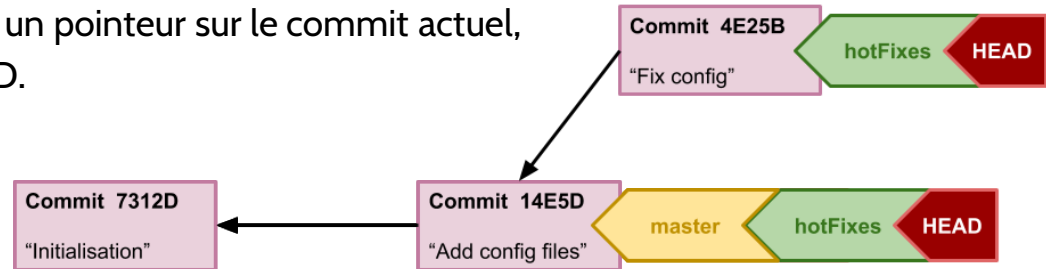 un pointeur sur le commit actuel,
D.
Commit 4E25B
“Fix config”
hotFixes
HEAD
Commit 7312D
“Initialisation”
Commit 14E5D
“Add config files”
master
hotFixes
HEAD